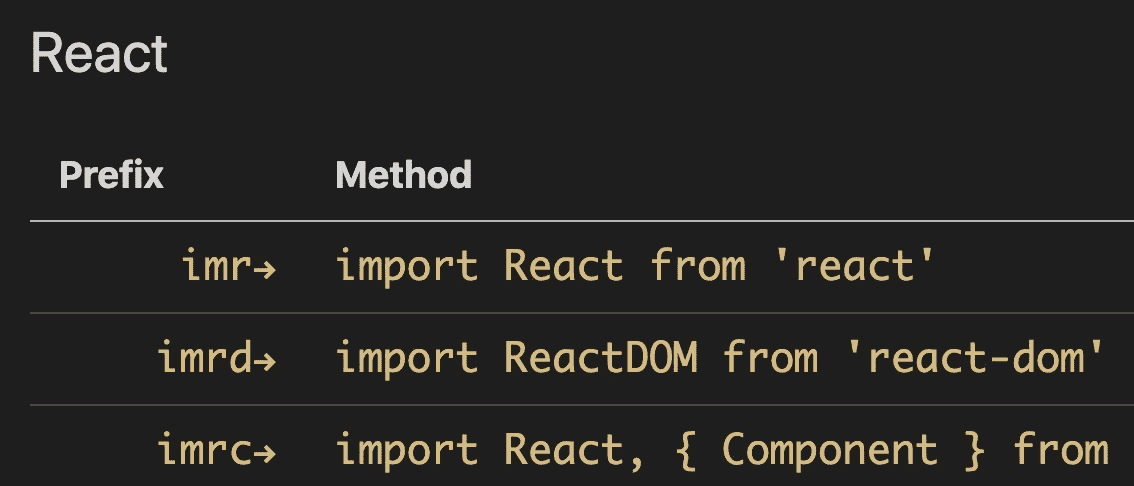 React
Prefix Method
imr→ import React from 'react'
imrd→ import ReactDOM from 'react-dom'
imrc→ import React, { Component } from